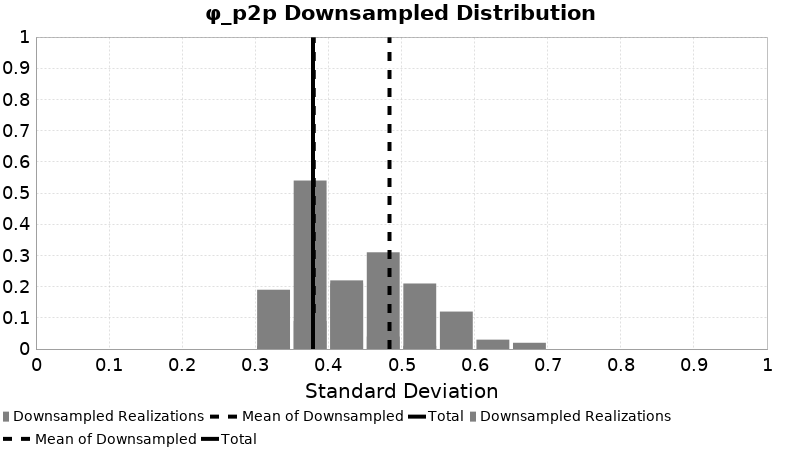 φ_p2p Downsampled Distribution
1
0.9
0.8
0.7
0.6
0.5
0.4
0.3
0.2
0.1
0
0 0.1 0.2 0.3 0.4 0.5 0.6 0.7 0.8 0.9 1
Standard Deviation
Downsampled Realizations Mean of Downsampled Total Downsampled Realizations
Mean of Downsampled Total